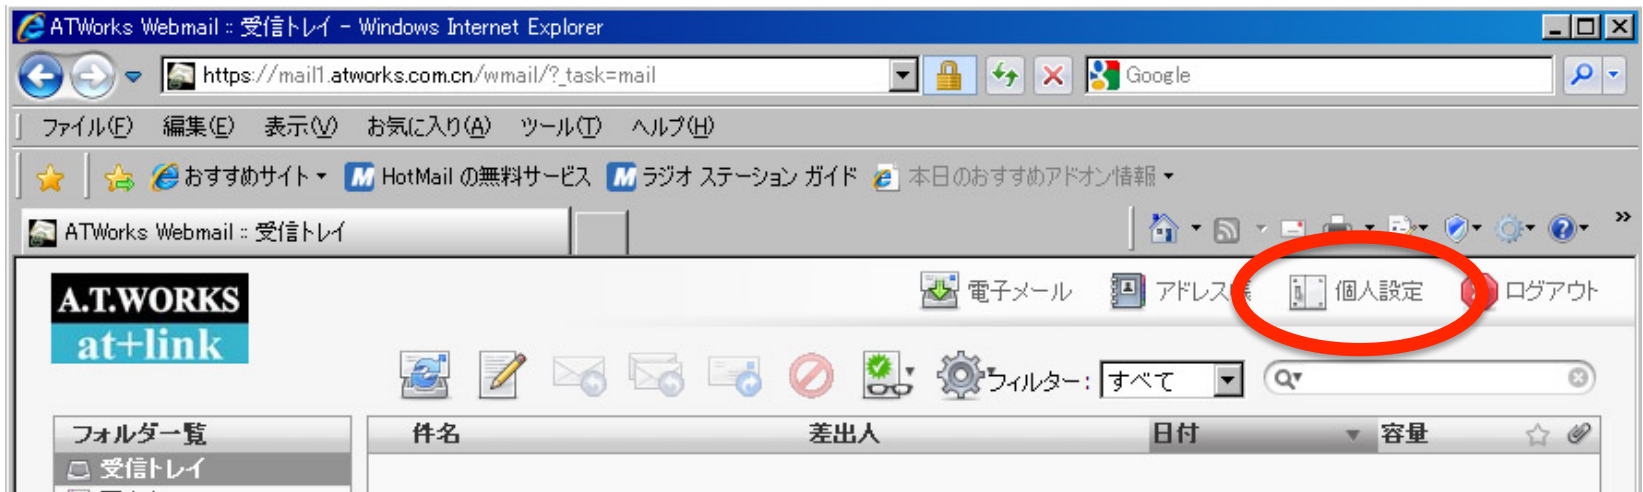 ATWorks Webmail :: 受信トレイ - Windows Internet Explorer
https://mail1.atworks.com.cn/wmail/?_task=mail
Google
ファイル(F) 編集(E) 表示(V) お気に入り(A) ツール(T) ヘルプ(H)
おすすめサイト HotMail の無料サービス ラジオ ステーション ガイド 本日のおすすめアドオン情報
ATWorks Webmail :: 受信トレイ
A.T.WORKS
at+link
電子メール アドレス 個人設定 ログアウト
フィルター: すべて
フォルダ一覧 件名 差出人 日付 容量
受信トレイ